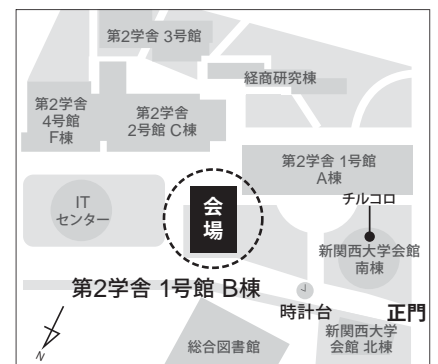 第2学舎 3号館
経商研究棟
第2学舎
4号館
F棟
第2学舎
2号館 C棟
第2学舎 1号館
A棟
チルコロ
IT
センター
会
場
新関西大学会館
南棟
第2学舎 1号館 B棟
時計台
正門
N
総合図書館
新関西大学
会館 北棟